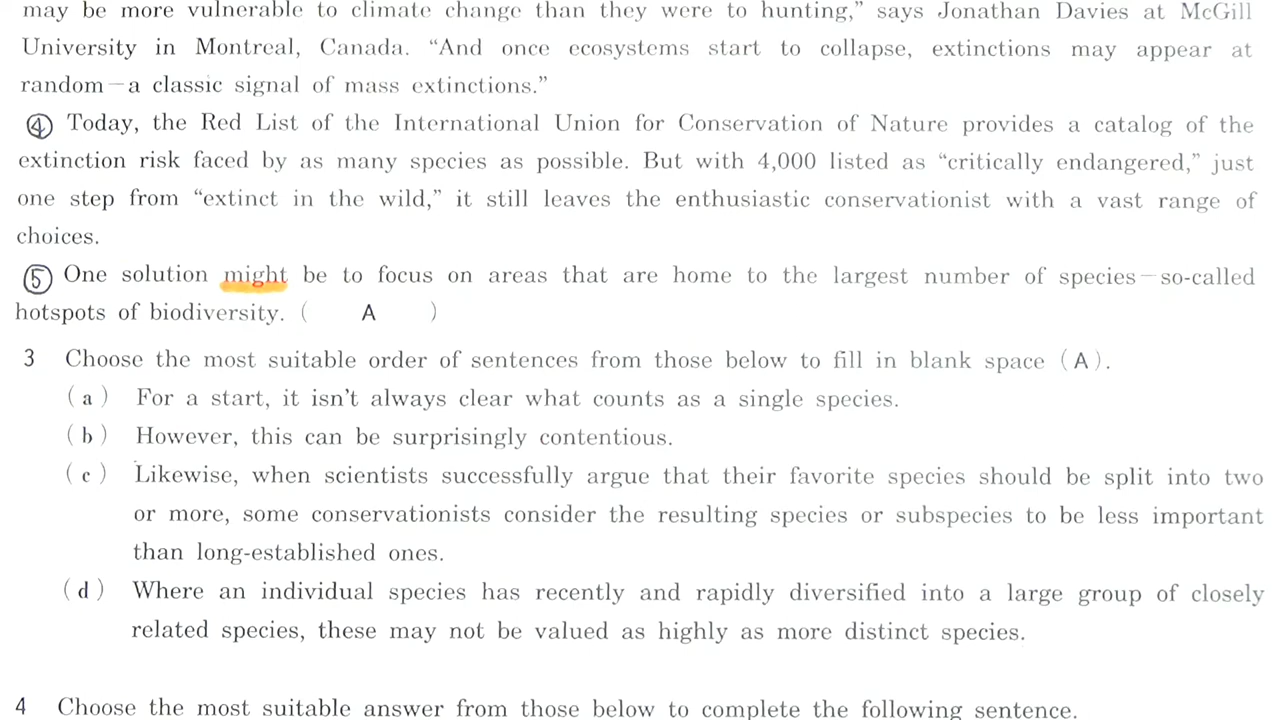 may be more vulnerable to climate change than they were to hunting,” says Jonathan Davies at McGill
University in Montreal, Canada. “And once ecosystems start to collapse, extinctions may appear at
random—a classic signal of mass extinctions.”
④ Today, the Red List of the International Union for Conservation of Nature provides a catalog of the
extinction risk faced by as many species as possible. But with 4,000 listed as “critically endangered,” just
one step from “extinct in the wild,” it still leaves the enthusiastic conservationist with a vast range of
choices.
⑤ One solution might be to focus on areas that are home to the largest number of species—so-called
hotspots of biodiversity. ( A )
3 Choose the most suitable order of sentences from those below to fill in blank space (A).
(a) For a start, it isn't always clear what counts as a single species.
(b) However, this can be surprisingly contentious.
(c) Likewise, when scientists successfully argue that their favorite species should be split into two
or more, some conservationists consider the resulting species or subspecies to be less important
than long-established ones.
(d) Where an individual species has recently and rapidly diversified into a large group of closely
related species, these may not be valued as highly as more distinct species.
4 Choose the most suitable answer from those below to complete the following sentence.